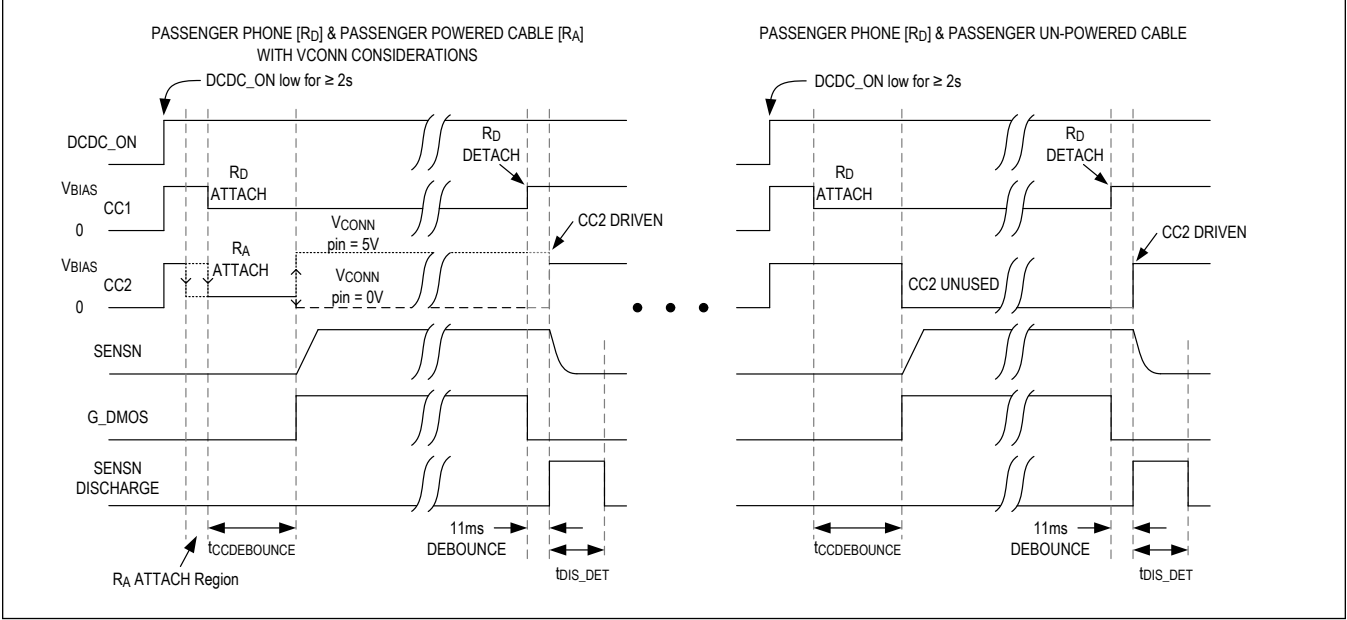 PASSENGER PHONE [RD] & PASSENGER POWERED CABLE [RA]
WITH VCONN CONSIDERATIONS
DCDC_ON low for ≥ 2s
DCDC_ON
RD
DETACH
VBIAS
CC1
0
RD
ATTACH
VCONN
pin = 5V
CC2 DRIVEN
VBIAS
CC2
0
RA
ATTACH
VCONN
pin = 0V
SENSN
G_DMOS
SENSN
DISCHARGE
tCCDEBOUNCE
11ms
DEBOUNCE
tDIS_DET
RA ATTACH Region
PASSENGER PHONE [RD] & PASSENGER UN-POWERED CABLE
DCDC_ON low for ≥ 2s
RD
DETACH
RD
ATTACH
CC2 DRIVEN
CC2 UNUSED
tCCDEBOUNCE
11ms
DEBOUNCE
tDIS_DET